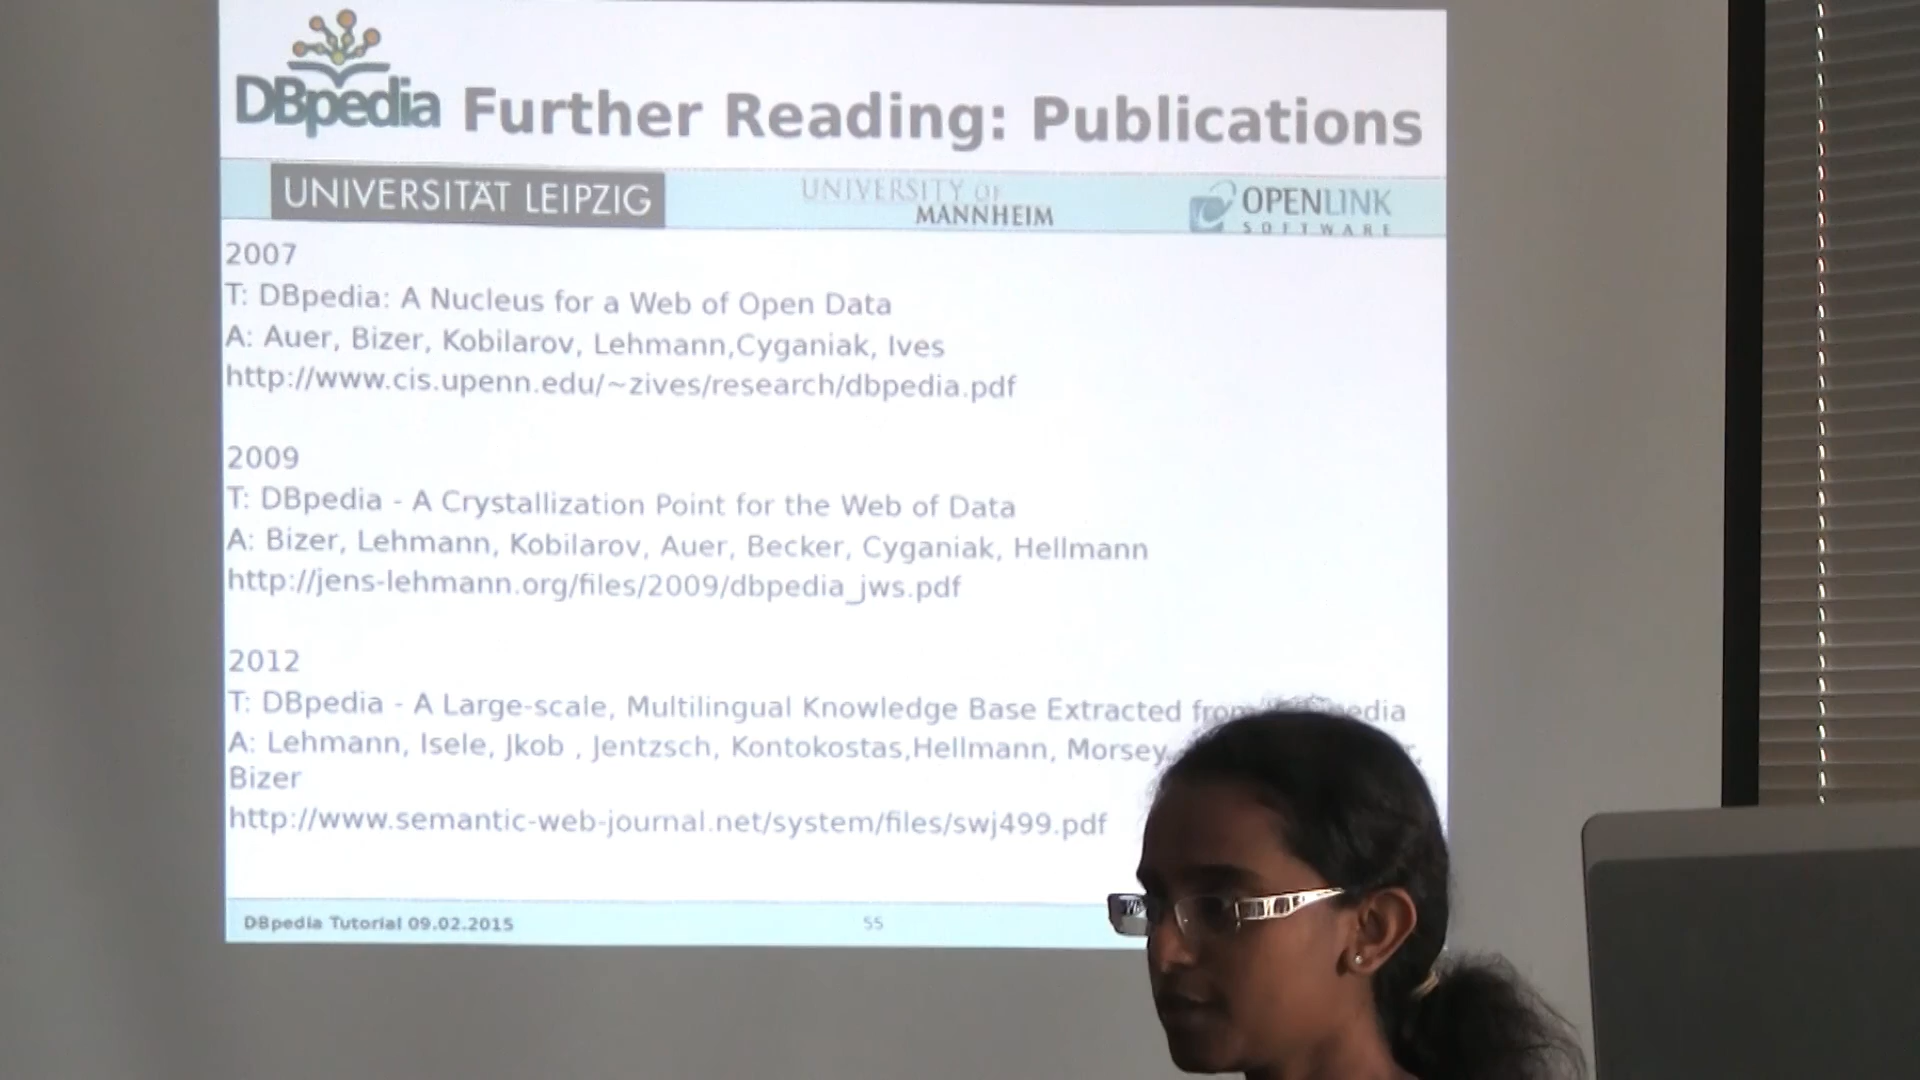 DBpedia Further Reading: Publications
UNIVERSITÄT LEIPZIG
UNIVERSITY OF
MANNHEIM
OPENLINK
SOFTWARE
2007
T: DBpedia: A Nucleus for a Web of Open Data
A: Auer, Bizer, Kobilarov, Lehmann,Cyganiak, Ives
http://www.cis.upenn.edu/~zives/research/dbpedia.pdf
2009
T: DBpedia - A Crystallization Point for the Web of Data
A: Bizer, Lehmann, Kobilarov, Auer, Becker, Cyganiak, Hellmann
http://jens-lehmann.org/files/2009/dbpedia_jws.pdf
2012
T: DBpedia - A Large-scale, Multilingual Knowledge Base Extracted from
A: Lehmann, Isele, Jkob , Jentzsch, Kontokostas,Hellmann, Morsey,
Bizer
http://www.semantic-web-journal.net/system/files/swj499.pdf
DBpedia Tutorial 09.02.2015
55